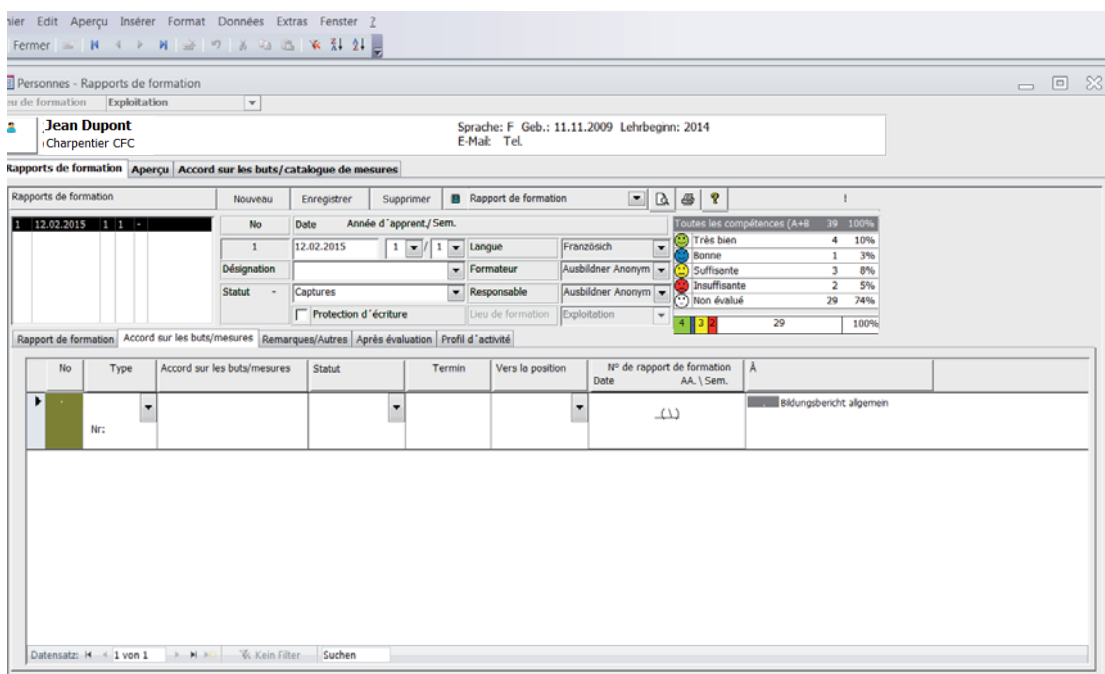 nier Edit Aperçu Insérer Format Données Extras Fenster ?
Fermer
Personnes - Rapports de formation
eu de formation Exploitation
Jean Dupont
Charpentier CFC
Sprache: F Geb.: 11.11.2009 Lehrbeginn: 2014
E-Mail: Tel.
Rapports de formation Aperçu Accord sur les buts/catalogue de mesures
Rapports de formation Nouveau Enregistrer Supprimer Rapport de formation ? !
1 12.02.2015 1 1 -
No Date Année d´apprent./ Sem.
1 12.02.2015 1 / 1 Langue Französich
Désignation Formateur Ausbildner Anonym
Statut - Captures Responsable Ausbildner Anonym
Protection d´écriture Lieu de formation Exploitation
Toutes les compétences (A+B 39 100%
Très bien 4 10%
Bonne 1 3%
Suffisante 3 8%
Insuffisante 2 5%
Non évalué 29 74%
4 3 2 29 100%
Rapport de formation Accord sur les buts/mesures Remarques/Autres Après évaluation Profil d´activité
No Type Accord sur les buts/mesures Statut Termin Vers la position Nº de rapport de formation À
Date AA. \ Sem.
. Bildungsbericht allgemein
_(\)
Nr:
Datensatz: 1 von 1 Kein Filter Suchen